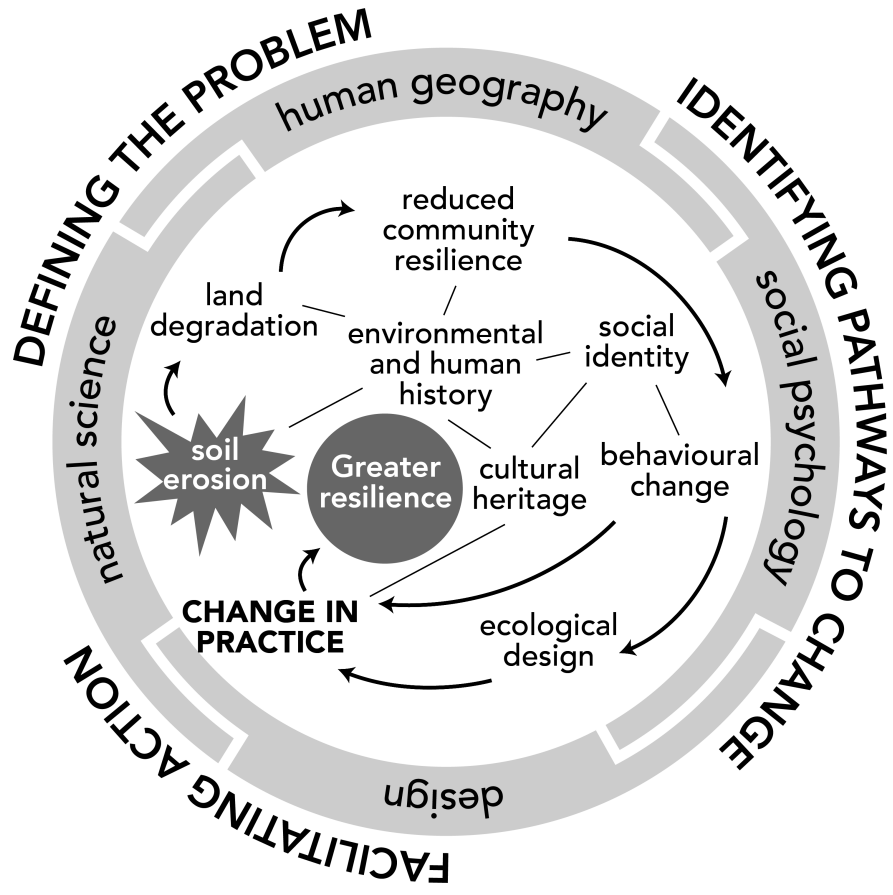 DEFINING THE PROBLEM
IDENTIFYING PATHWAYS TO CHANGE
FACILITATING ACTION
human geography
social psychology
design
natural science
reduced
community
resilience
land
degradation
environmental
and human
history
social
identity
soil
erosion
Greater
resilience
cultural
heritage
behavioural
change
CHANGE IN
PRACTICE
ecological
design